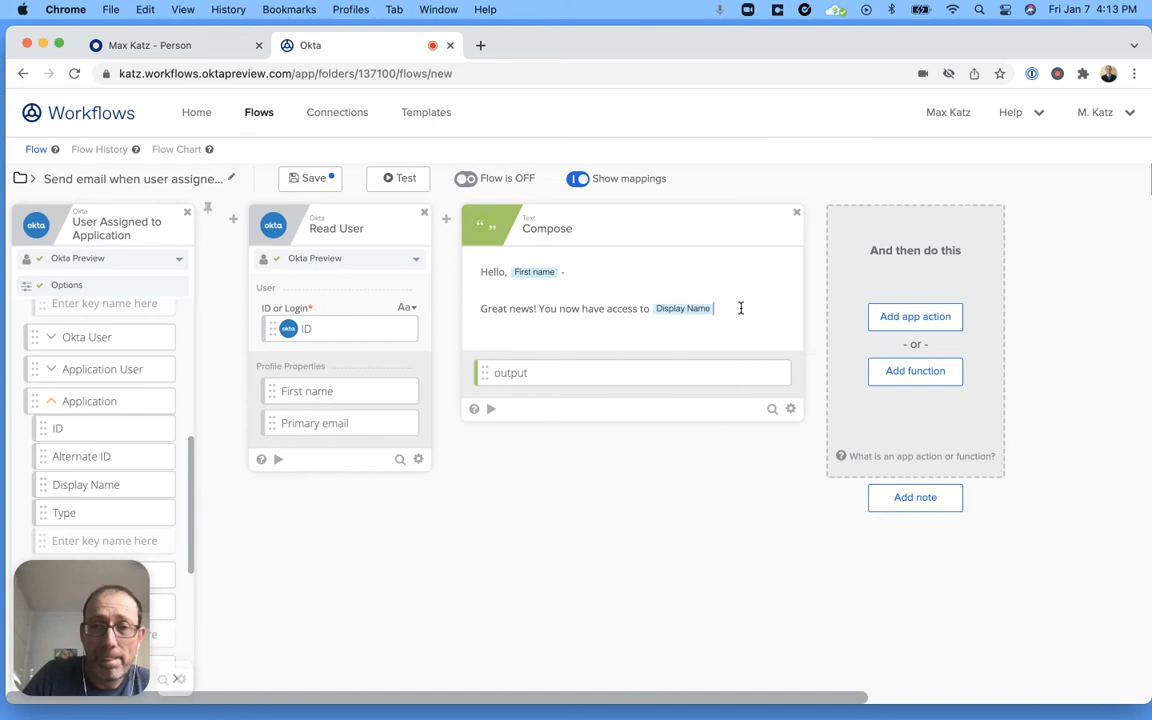 Chrome File Edit View History Bookmarks Profiles Tab Window Help Fri Jan 7 4:13 PM
Max Katz - Person Okta
katz.workflows.oktapreview.com/app/folders/137100/flows/new
Workflows Home Flows Connections Templates Max Katz Help M. Katz
Flow Flow History Flow Chart
Send email when user assigne... Save Test Flow is OFF Show mappings
Okta
User Assigned to
Application
Okta Preview
Options
Enter key name here
Okta User
Application User
Application
ID
Alternate ID
Display Name
Type
Enter key name here
okta
Okta
Read User
Okta Preview
User
ID or Login* Aa
okta ID
Profile Properties
First name
Primary email
Text
Compose
Hello, First name -
Great news! You now have access to Display Name
output
And then do this
Add app action
- or -
Add function
What is an app action or function?
Add note
okta